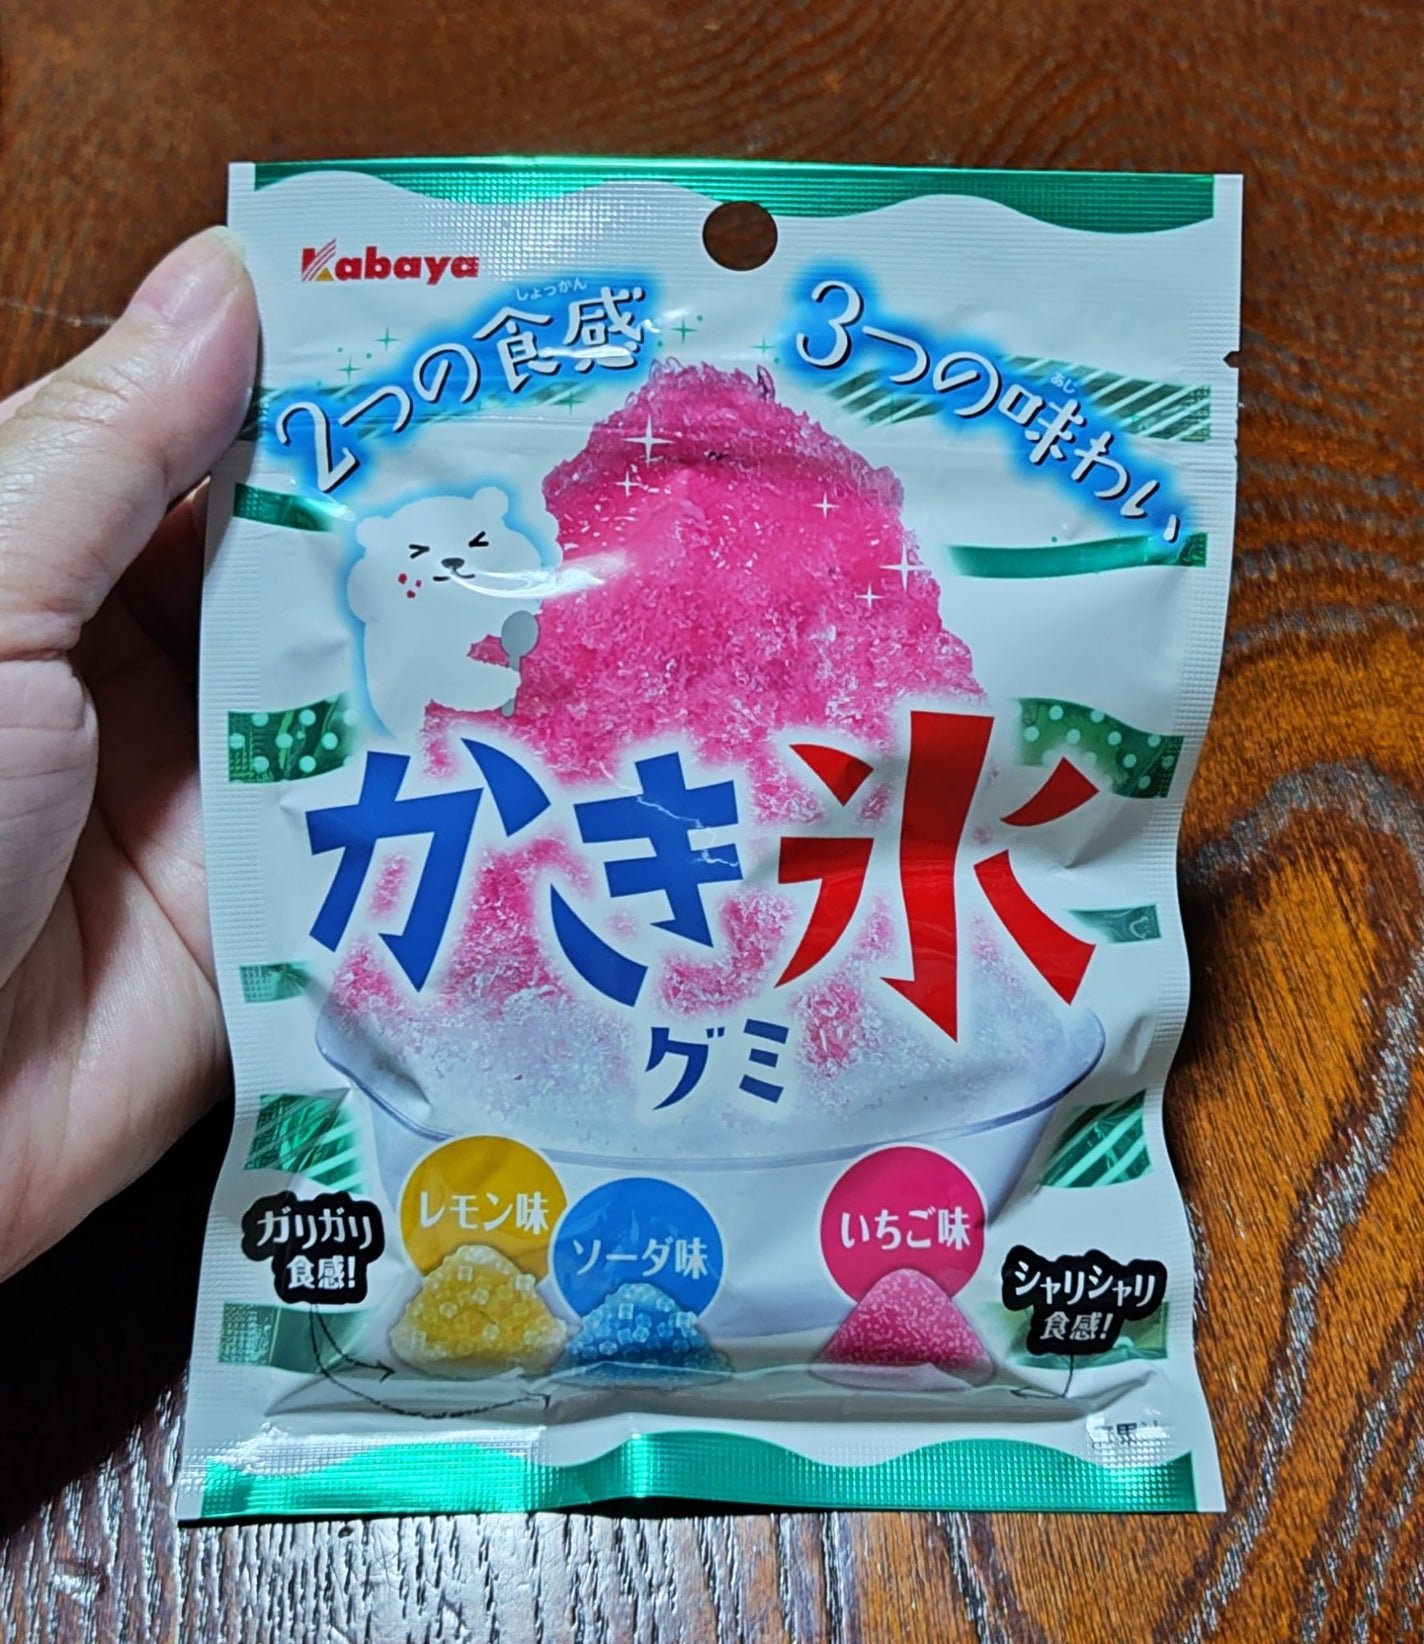 Kabaya
しょっかん
2つの食感
3つの味わい
あじ
かき氷
グミ
レモン味
ソーダ味
いちご味
ガリガリ
食感!
シャリシャリ
食感!